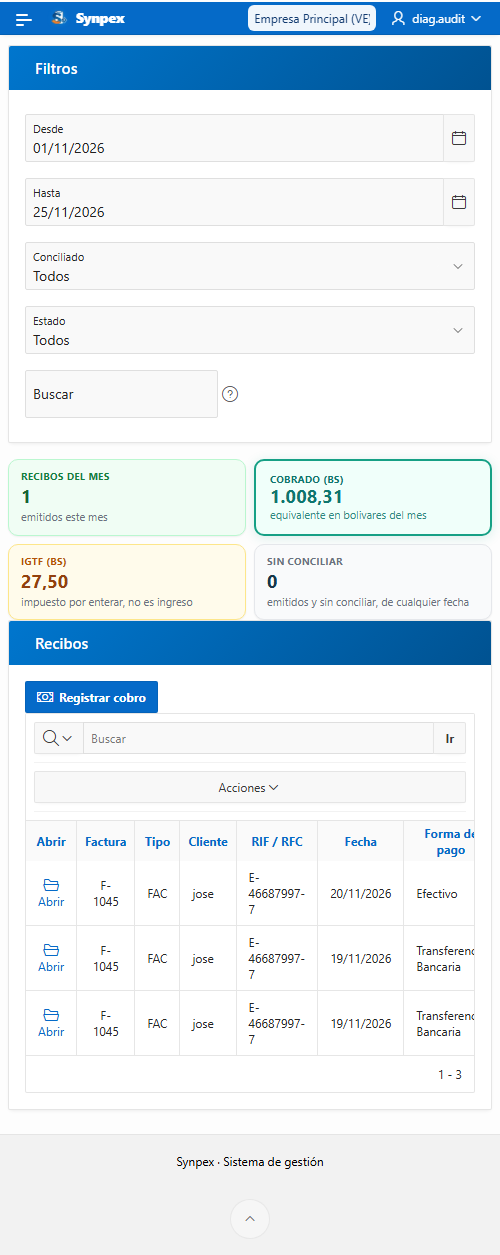 Synpex
Empresa Principal (VE)
diag.audit
Filtros
Desde
01/11/2026
Hasta
25/11/2026
Conciliado
Todos
Estado
Todos
Buscar
?
RECIBOS DEL MES
1
emitidos este mes
COBRADO (BS)
1.008,31
equivalente en bolivares del mes
IGTF (BS)
27,50
impuesto por enterar, no es ingreso
SIN CONCILIAR
0
emitidos y sin conciliar, de cualquier fecha
Recibos
Registrar cobro
Buscar
Ir
Acciones
Abrir Factura Tipo Cliente RIF / RFC Fecha Forma de
pago
Abrir F-
1045 FAC jose E-
46687997-
7 20/11/2026 Efectivo
Abrir F-
1045 FAC jose E-
46687997-
7 19/11/2026 Transferenc
Bancaria
Abrir F-
1045 FAC jose E-
46687997-
7 19/11/2026 Transferenc
Bancaria
1 - 3
Synpex · Sistema de gestión